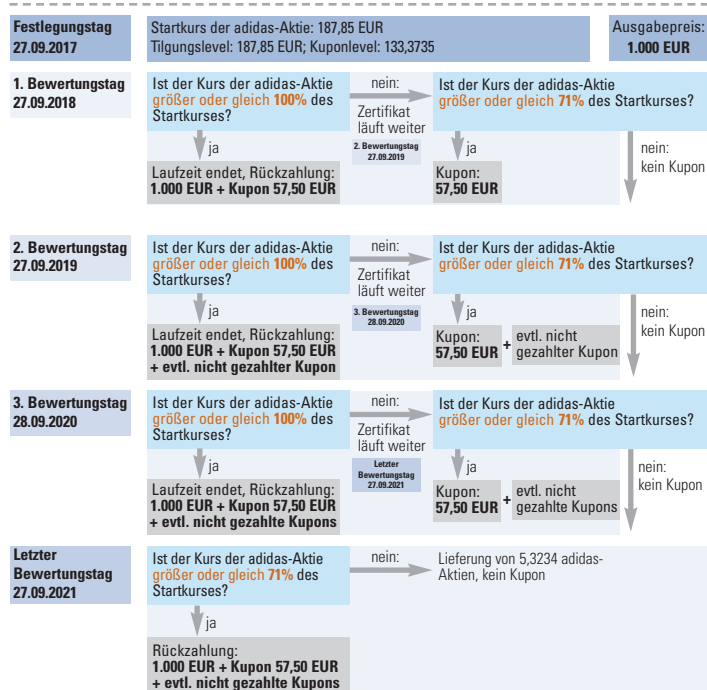 Festlegungstag
27.09.2017
Startkurs der adidas-Aktie: 187,85 EUR
Tilgungslevel: 187,85 EUR; Kuponlevel: 133,3735
Ausgabepreis:
1.000 EUR
1. Bewertungstag
27.09.2018
Ist der Kurs der adidas-Aktie
größer oder gleich 100% des
Startkurses?
nein:
Zertifikat
läuft weiter
2. Bewertungstag
27.09.2019
Ist der Kurs der adidas-Aktie
größer oder gleich 71% des Startkurses?
ja
Laufzeit endet, Rückzahlung:
1.000 EUR + Kupon 57,50 EUR
ja
Kupon:
57,50 EUR
nein:
kein Kupon
2. Bewertungstag
27.09.2019
Ist der Kurs der adidas-Aktie
größer oder gleich 100% des
Startkurses?
nein:
Zertifikat
läuft weiter
3. Bewertungstag
28.09.2020
Ist der Kurs der adidas-Aktie
größer oder gleich 71% des Startkurses?
ja
Laufzeit endet, Rückzahlung:
1.000 EUR + Kupon 57,50 EUR
+ evtl. nicht gezahlter Kupon
ja
Kupon:
57,50 EUR
+
evtl. nicht
gezahlter Kupon
nein:
kein Kupon
3. Bewertungstag
28.09.2020
Ist der Kurs der adidas-Aktie
größer oder gleich 100% des
Startkurses?
nein:
Zertifikat
läuft weiter
Letzter
Bewertungstag
27.09.2021
Ist der Kurs der adidas-Aktie
größer oder gleich 71% des Startkurses?
ja
Laufzeit endet, Rückzahlung:
1.000 EUR + Kupon 57,50 EUR
+ evtl. nicht gezahlte Kupons
ja
Kupon:
57,50 EUR
+
evtl. nicht
gezahlte Kupons
nein:
kein Kupon
Letzter
Bewertungstag
27.09.2021
Ist der Kurs der adidas-Aktie
größer oder gleich 71% des
Startkurses?
nein:
Lieferung von 5,3234 adidas-
Aktien, kein Kupon
ja
Rückzahlung:
1.000 EUR + Kupon 57,50 EUR
+ evtl. nicht gezahlte Kupons